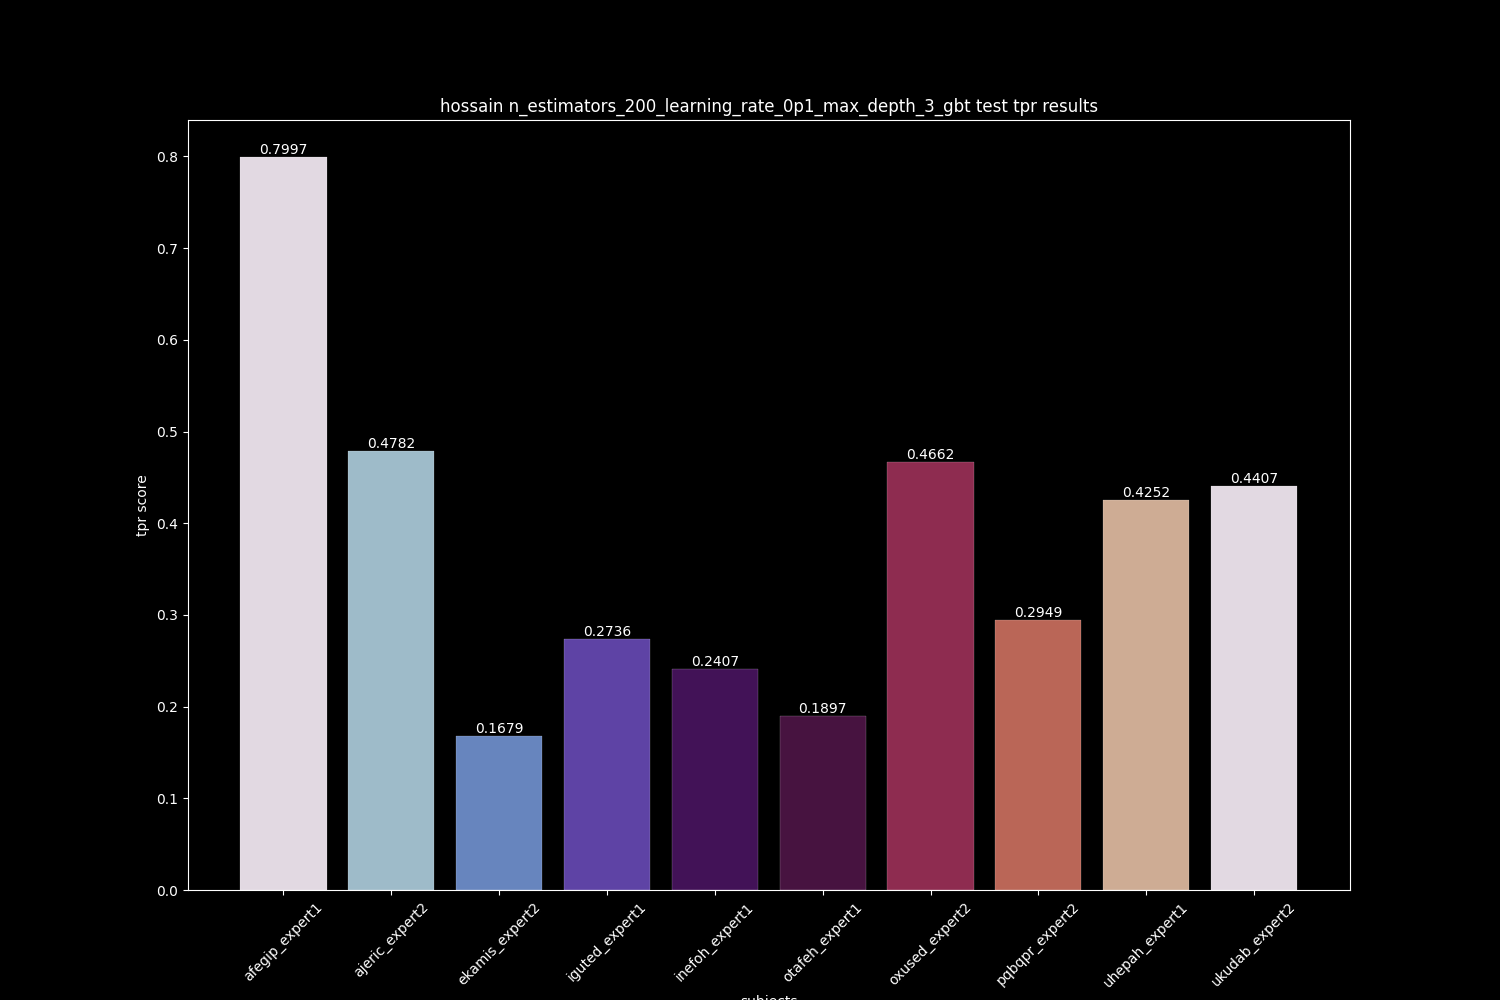 hossain n_estimators_200_learning_rate_0p1_max_depth_3_gbt test tpr results
0.8
0.7
0.6
0.5
0.4
0.3
0.2
0.1
0.0
tpr score
0.7997
0.4782
0.1679
0.2736
0.2407
0.1897
0.4662
0.2949
0.4252
0.4407
afegip_expert1
ajeric_expert2
ekamis_expert2
iguted_expert1
inefoh_expert1
otafeh_expert1
oxused_expert2
pqbqpr_expert2
uhepah_expert1
ukudab_expert2
subjects